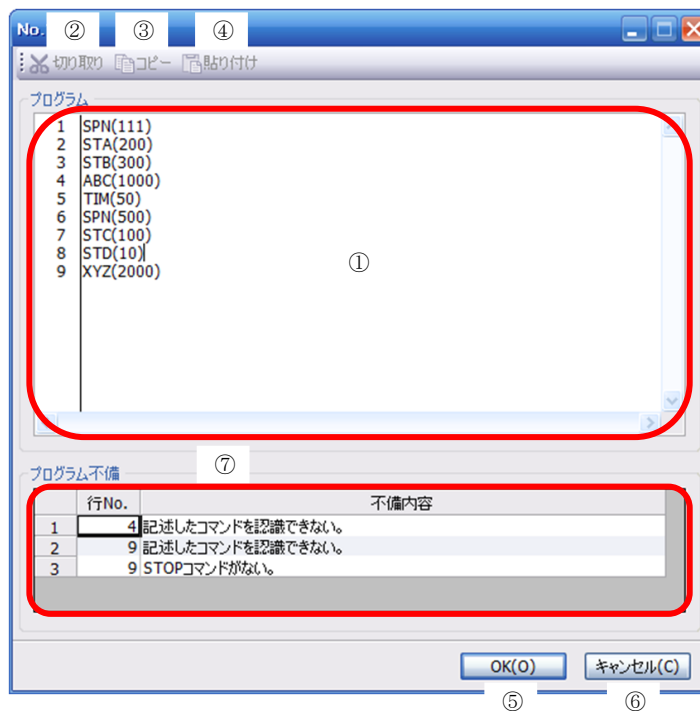 No.
② ③ ④
切り取り コピー 貼り付け
プログラム
1 SPN(111)
2 STA(200)
3 STB(300)
4 ABC(1000)
5 TIM(50)
6 SPN(500)
7 STC(100)
8 STD(10)
9 XYZ(2000)
①
⑦
プログラム不備
行No. 不備内容
1 4 記述したコマンドを認識できない。
2 9 記述したコマンドを認識できない。
3 9 STOPコマンドがない。
OK(O) キャンセル(C)
⑤ ⑥